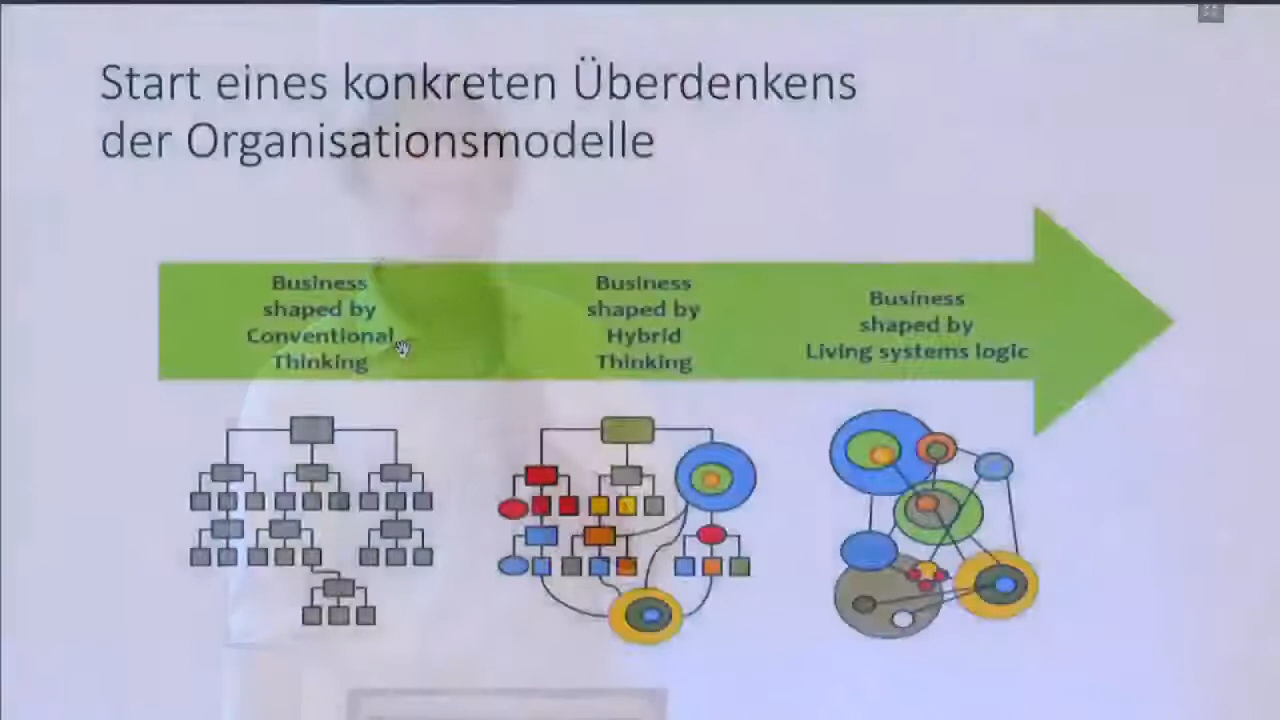 Start eines konkreten Überdenkens
der Organisationsmodelle
Business
shaped by
Conventional
Thinking
Business
shaped by
Hybrid
Thinking
Business
shaped by
Living systems logic